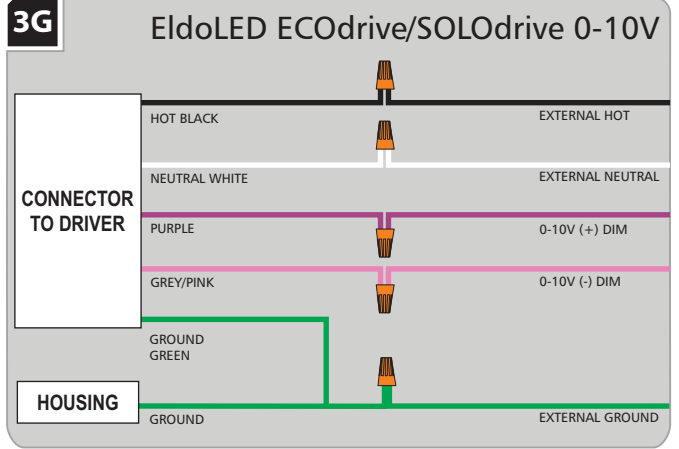 3G
EldoLED ECOdrive/SOLOdrive 0-10V
HOT BLACK
EXTERNAL HOT
NEUTRAL WHITE
EXTERNAL NEUTRAL
CONNECTOR
TO DRIVER
PURPLE
0-10V (+) DIM
GREY/PINK
0-10V (-) DIM
GROUND
GREEN
HOUSING
GROUND
EXTERNAL GROUND